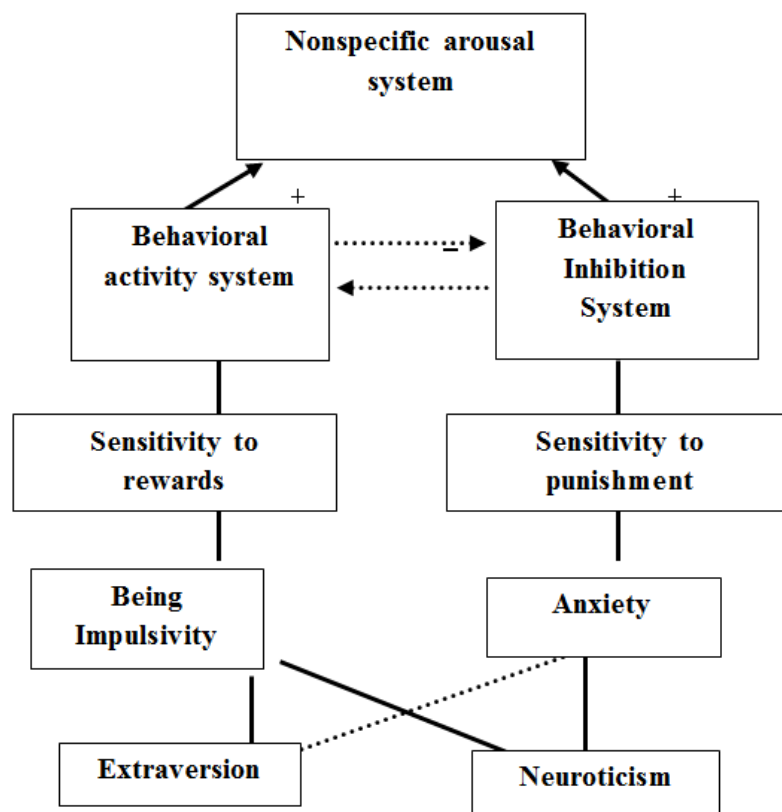 Nonspecific arousal
system
+
+
Behavioral
activity system
–
Behavioral
Inhibition
System
Sensitivity to
rewards
Sensitivity to
punishment
Being
Impulsivity
Anxiety
Extraversion
Neuroticism